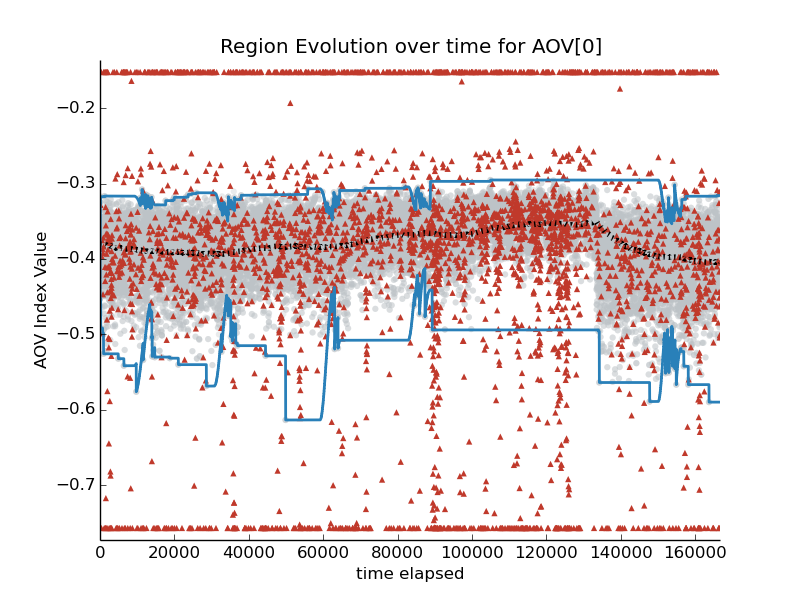 Region Evolution over time for AOV[0]
AOV Index Value
−0.2
−0.3
−0.4
−0.5
−0.6
−0.7
0 20000 40000 60000 80000 100000 120000 140000 160000
time elapsed